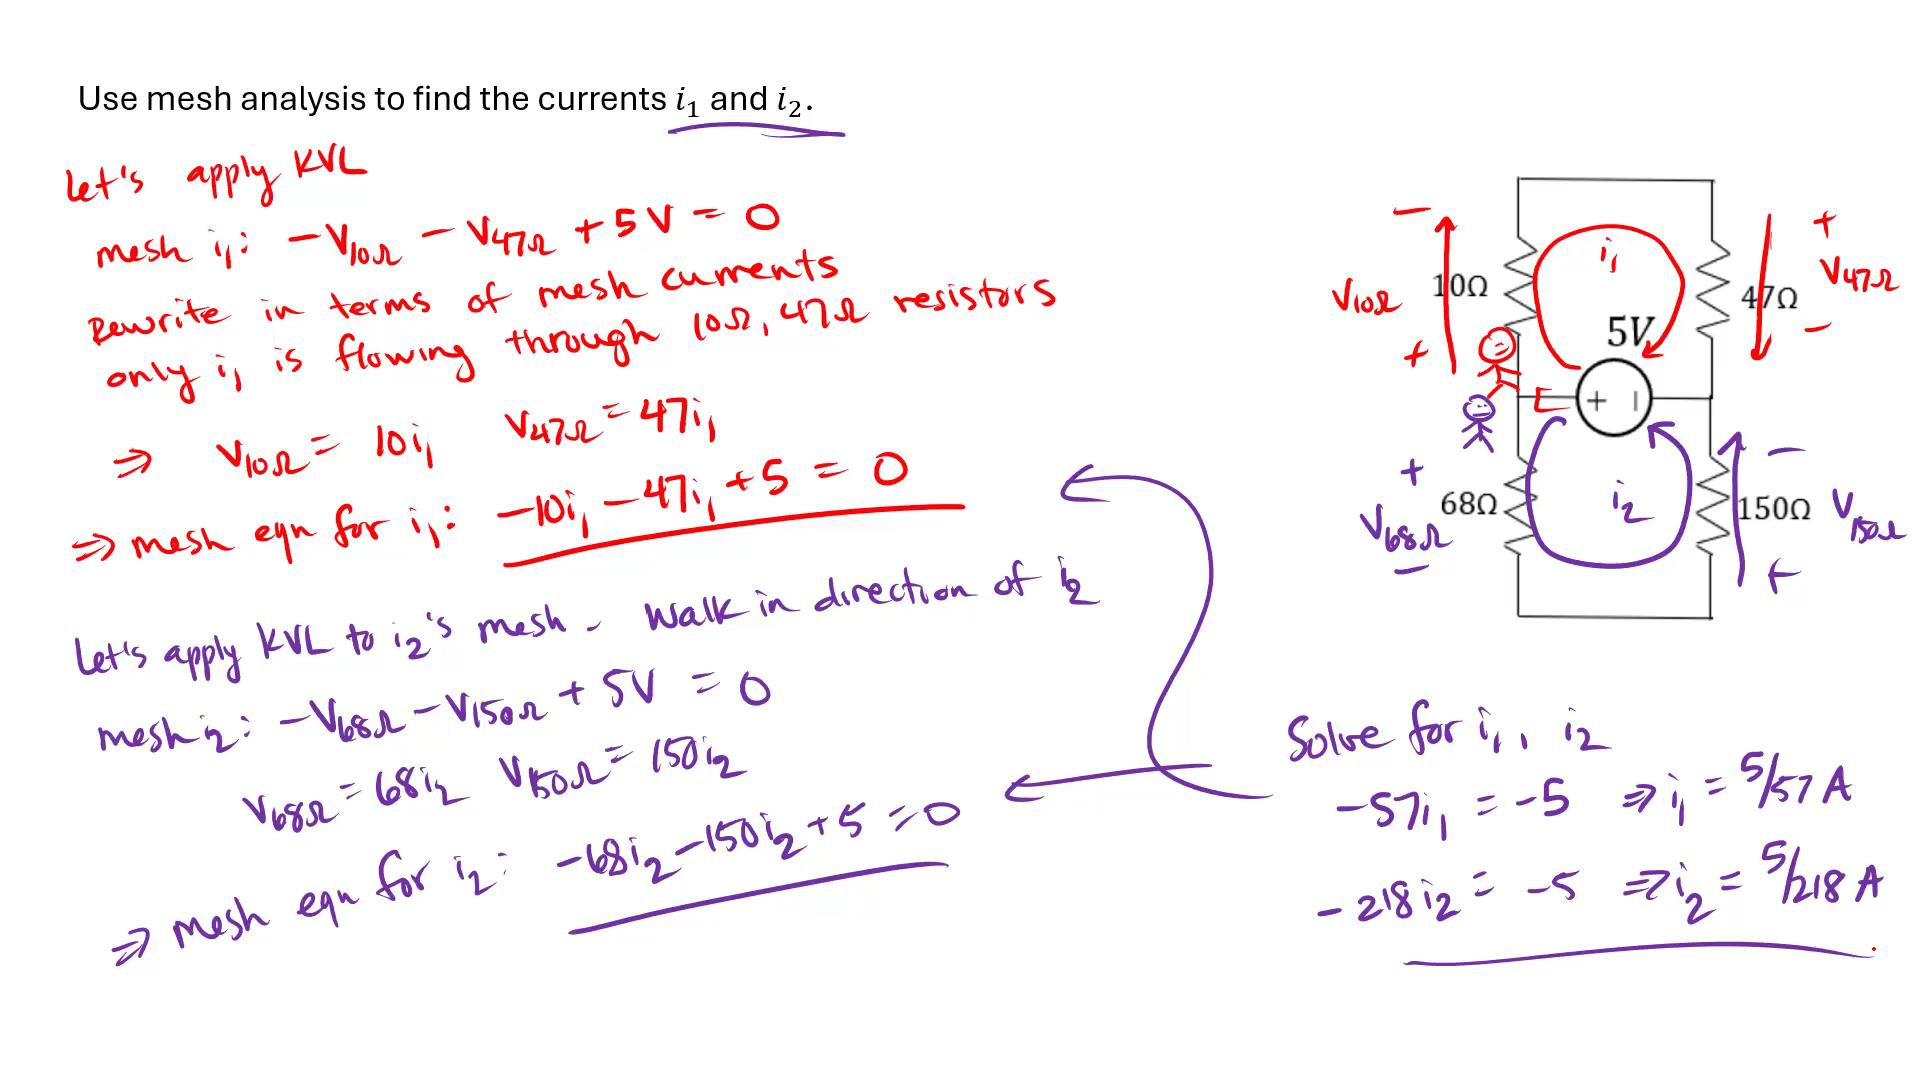 Use mesh analysis to find the currents i₁ and i₂.
Let's apply KVL
mesh i₁: -V10Ω - V47Ω + 5V = 0
Rewrite in terms of mesh currents
only i₁ is flowing through 10Ω, 47Ω resistors
⇒ V10Ω = 10i₁ V47Ω = 47i₁
⇒ mesh eqn for i₁: -10i₁ - 47i₁ + 5 = 0
Let's apply KVL to i₂'s mesh. Walk in direction of i₂
mesh i₂: -V68Ω - V150Ω + 5V = 0
V68Ω = 68i₂ V150Ω = 150i₂
⇒ mesh eqn for i₂: -68i₂ - 150i₂ + 5 = 0
- i₁ +
V10Ω 10Ω 47Ω V47Ω
+ 5V -
+ -
+ -
V68Ω 68Ω i₂ 150Ω V150Ω
- +
Solve for i₁, i₂
-57i₁ = -5 ⇒ i₁ = 5/57 A
-218i₂ = -5 ⇒ i₂ = 5/218 A